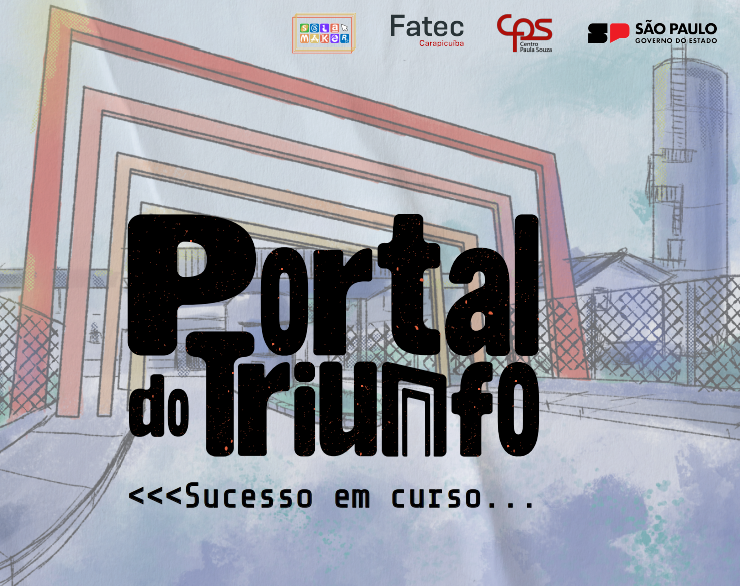 SALA
MAKER
Fatec
Carapicuíba
CPS
Centro
Paula Souza
SP
SÃO PAULO
GOVERNO DO ESTADO
Portal
do Triunfo
<<<Sucesso em curso...